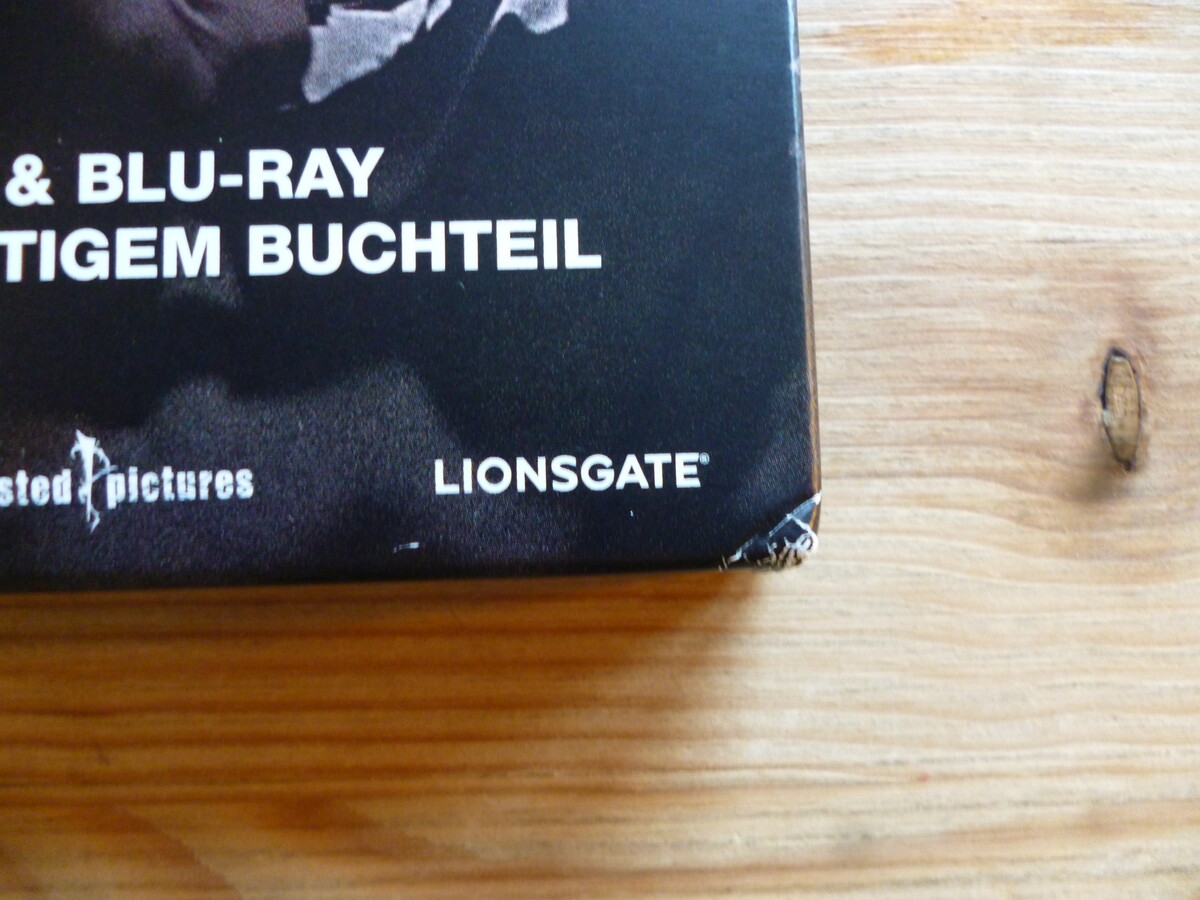 & BLU-RAY
TIGEM BUCHTEIL
sted pictures
LIONSGATE®